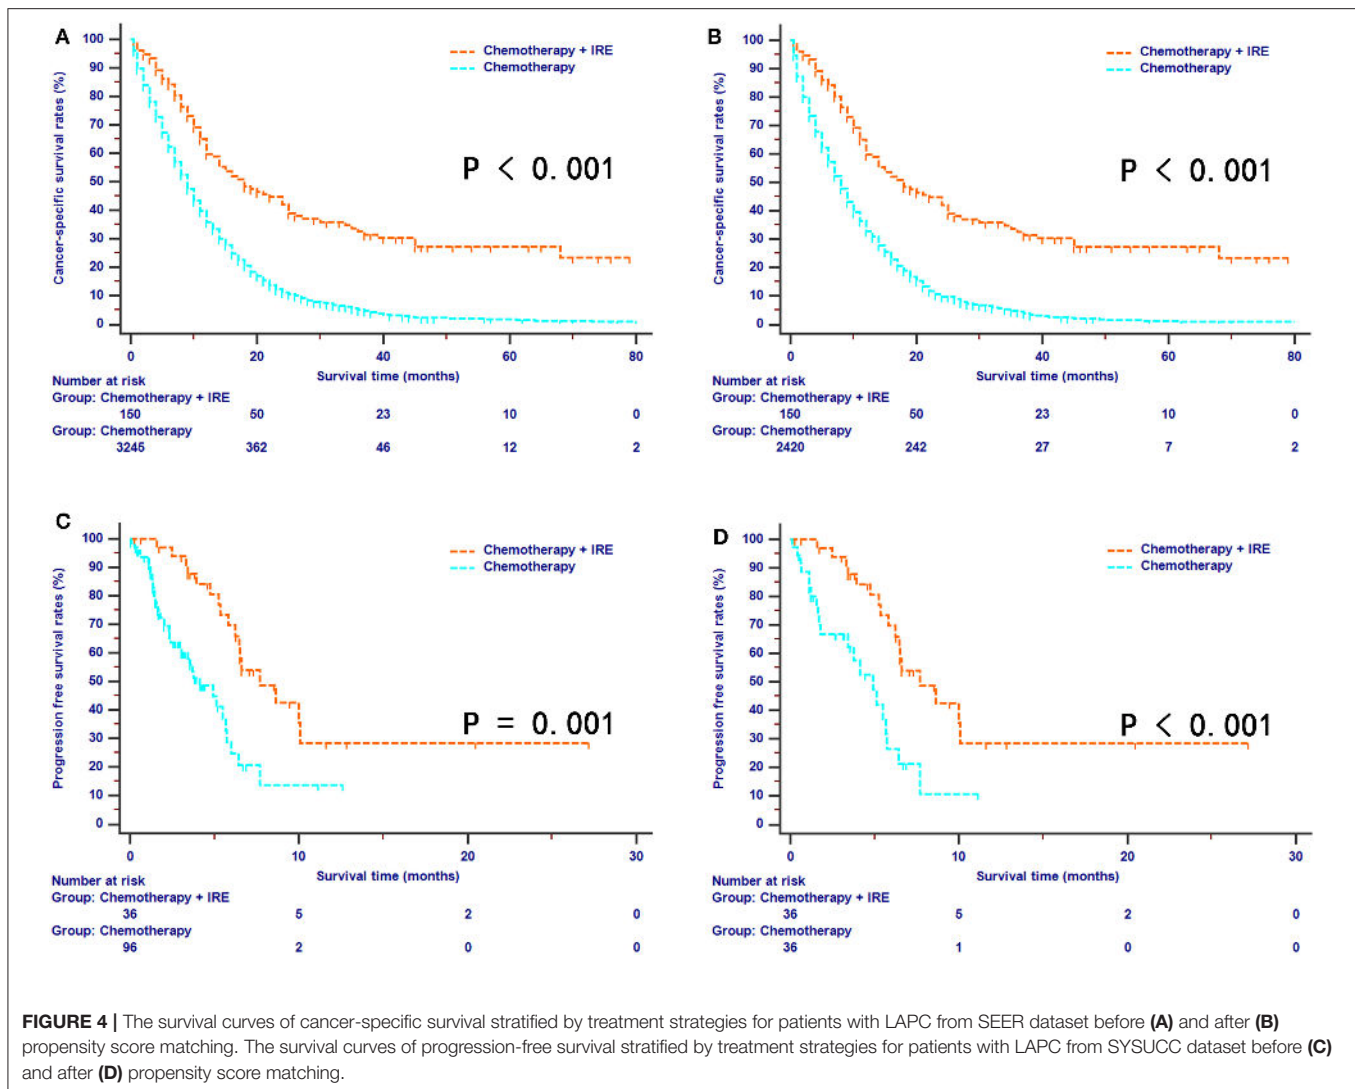 A
Chemotherapy + IRE
Chemotherapy
Cancer-specific survival rates (%)
100
90
80
70
60
50
40
30
20
10
0
P < 0.001
0 20 40 60 80
Survival time (months)
Number at risk
Group: Chemotherapy + IRE
150 50 23 10 0
Group: Chemotherapy
3245 362 46 12 2
B
Chemotherapy + IRE
Chemotherapy
Cancer-specific survival rates (%)
100
90
80
70
60
50
40
30
20
10
0
P < 0.001
0 20 40 60 80
Survival time (months)
Number at risk
Group: Chemotherapy + IRE
150 50 23 10 0
Group: Chemotherapy
2420 242 27 7 2
C
Chemotherapy + IRE
Chemotherapy
Progression free survival rates (%)
100
90
80
70
60
50
40
30
20
10
0
P = 0.001
0 10 20 30
Survival time (months)
Number at risk
Group: Chemotherapy + IRE
36 5 2 0
Group: Chemotherapy
96 2 0 0
D
Chemotherapy + IRE
Chemotherapy
Progression free survival rates (%)
100
90
80
70
60
50
40
30
20
10
0
P < 0.001
0 10 20 30
Survival time (months)
Number at risk
Group: Chemotherapy + IRE
36 5 2 0
Group: Chemotherapy
36 1 0 0
FIGURE 4 | The survival curves of cancer-specific survival stratified by treatment strategies for patients with LAPC from SEER dataset before (A) and after (B)
propensity score matching. The survival curves of progression-free survival stratified by treatment strategies for patients with LAPC from SYSUCC dataset before (C)
and after (D) propensity score matching.